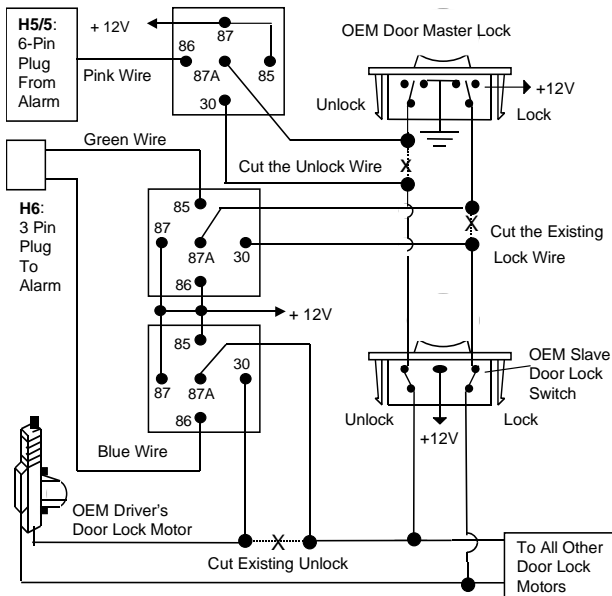 H5/5:
6-Pin
Plug
From
Alarm
+ 12V
87
86
87A
85
30
Pink Wire
OEM Door Master Lock
+12V
Unlock
Lock
Green Wire
Cut the Unlock Wire
X
H6:
3 Pin
Plug
To
Alarm
85
87
87A
30
86
X
Cut the Existing
Lock Wire
+ 12V
85
30
87
87A
86
OEM Slave
Door Lock
Switch
Unlock
Lock
+12V
Blue Wire
OEM Driver's
Door Lock Motor
X
Cut Existing Unlock
To All Other
Door Lock
Motors